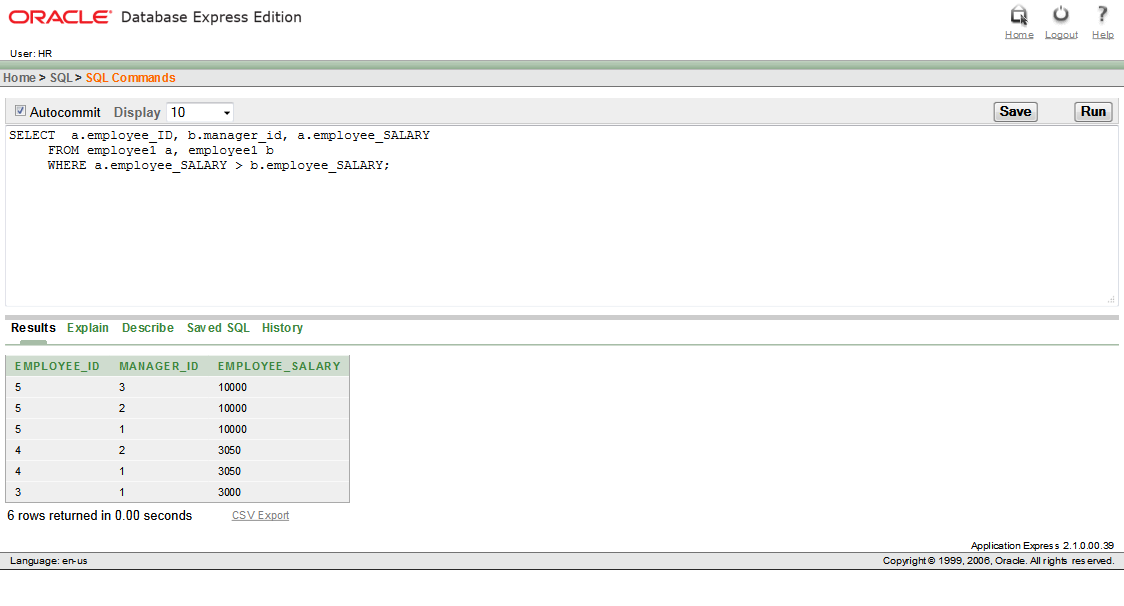 ORACLE® Database Express Edition
Home Logout Help
User: HR
Home > SQL > SQL Commands
Autocommit Display 10 Save Run
SELECT  a.employee_ID, b.manager_id, a.employee_SALARY
     FROM employee1 a, employee1 b
     WHERE a.employee_SALARY > b.employee_SALARY;
Results Explain Describe Saved SQL History
EMPLOYEE_ID MANAGER_ID EMPLOYEE_SALARY
5 3 10000
5 2 10000
5 1 10000
4 2 3050
4 1 3050
3 1 3000
6 rows returned in 0.00 seconds CSV Export
Application Express 2.1.0.00.39
Language: en-us Copyright © 1999, 2006, Oracle. All rights reserved.